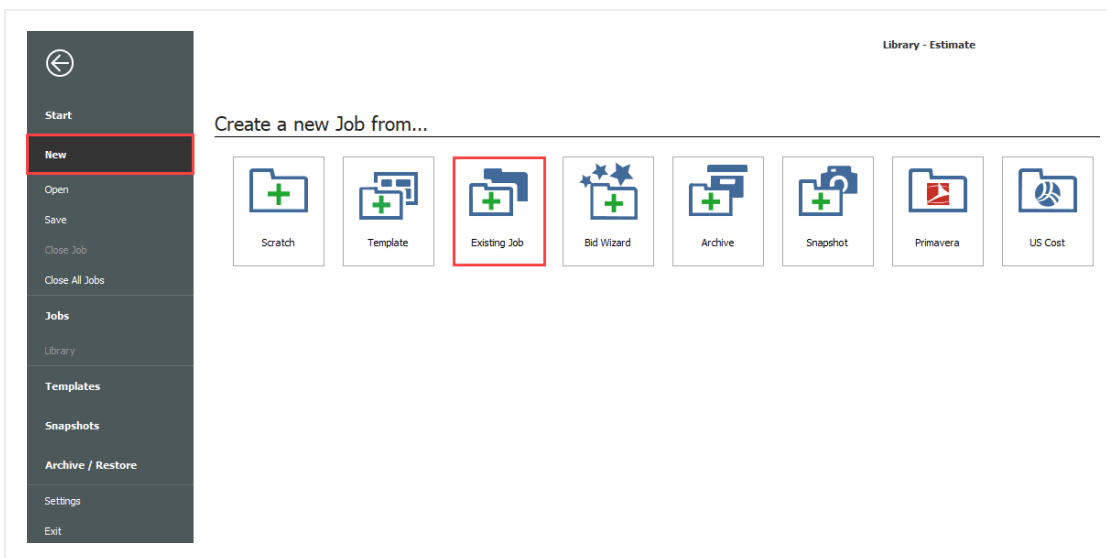 Library - Estimate
Start
New
Open
Save
Close Job
Close All Jobs
Jobs
Library
Templates
Snapshots
Archive / Restore
Settings
Exit
Create a new Job from...
Scratch
Template
Existing Job
Bid Wizard
Archive
Snapshot
Primavera
US Cost